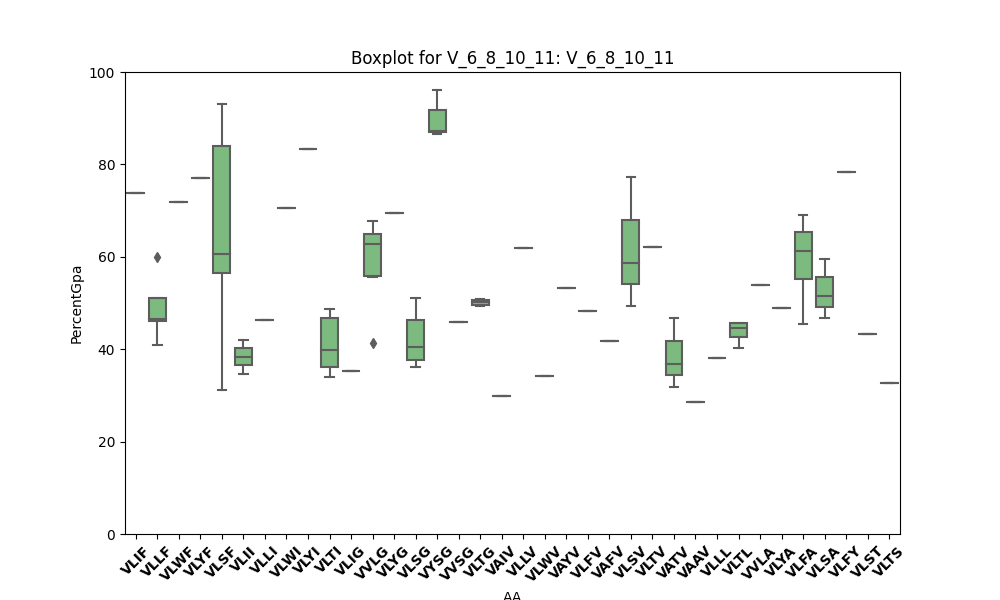 Boxplot for V_6_8_10_11: V_6_8_10_11
PercentGpa
100
80
60
40
20
0
VLIF VLLF VLWF VLYF VLSF VLII VLLI VLWI VLYI VLTI VLIG VVLG VLYG VLSG VYSG VVSG VLTG VAIV VLLV VLWV VAYV VLFV VAFV VLSV VLTV VATV VAAV VLLL VLTL VVLA VLYA VLFA VLSA VLFY VLST VLTS
AA